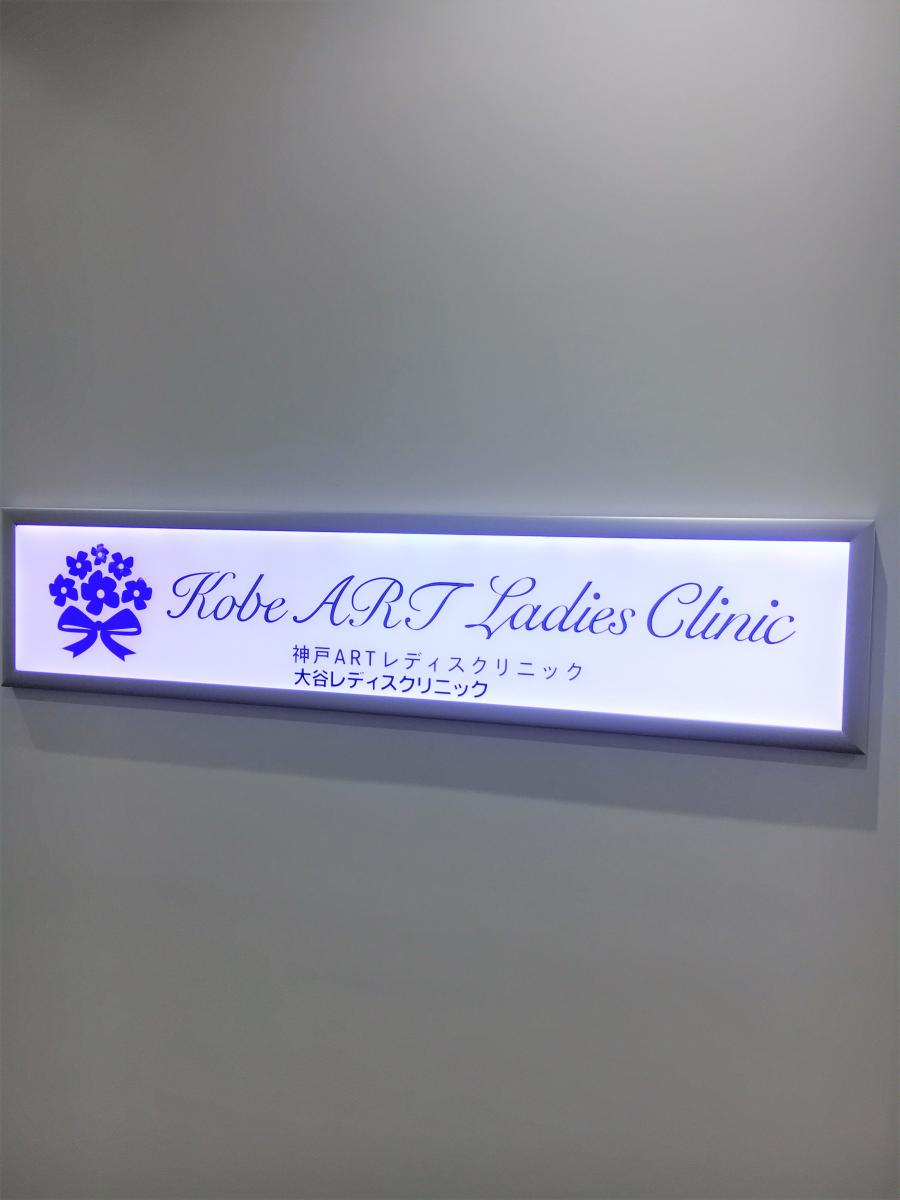 Kobe ART Ladies Clinic
神戸ARTレディスクリニック
大谷レディスクリニック